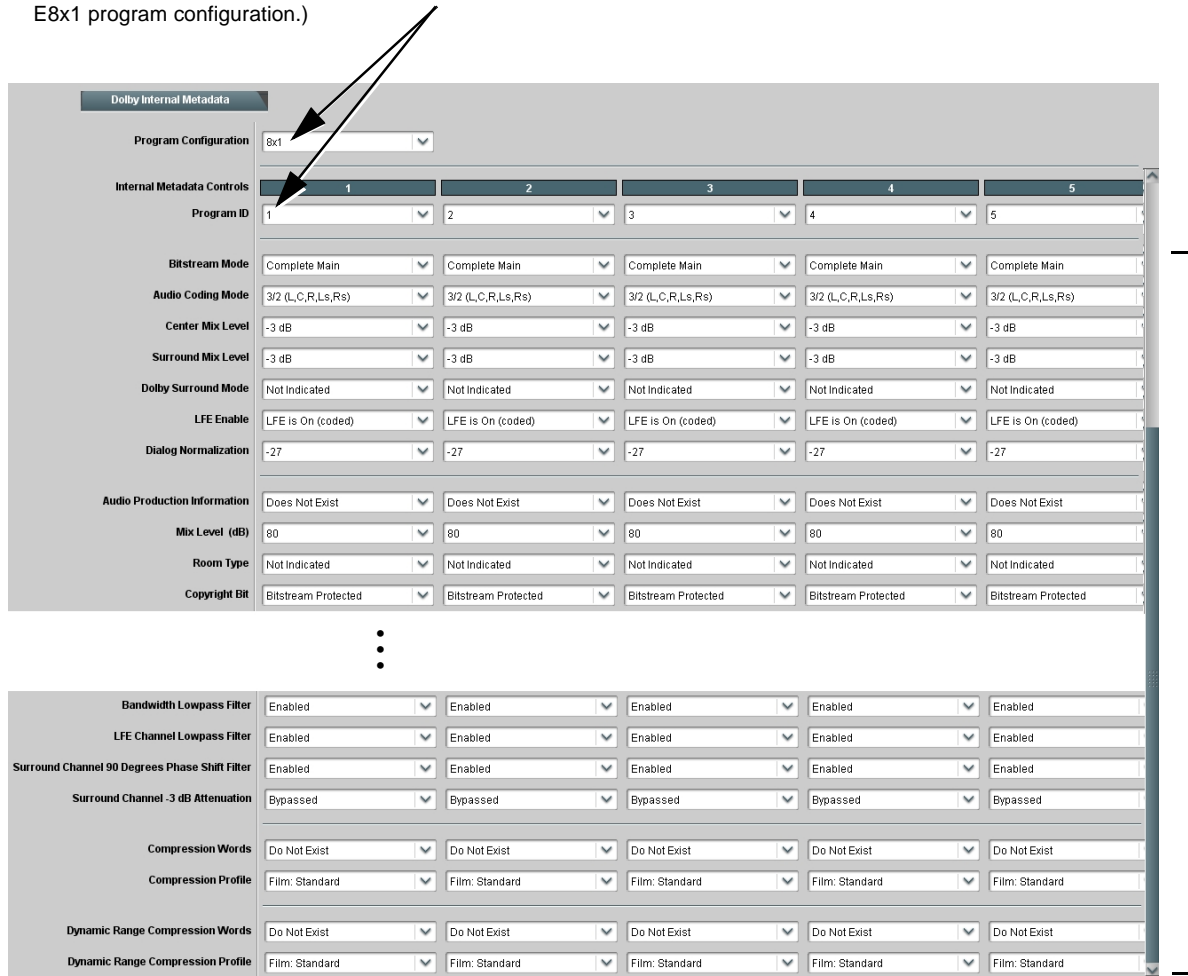 E8x1 program configuration.)
Dolby Internal Metadata
Program Configuration 8x1
Internal Metadata Controls 1 2 3 4 5
Program ID 1 2 3 4 5
Bitstream Mode Complete Main Complete Main Complete Main Complete Main Complete Main
Audio Coding Mode 3/2 (L,C,R,Ls,Rs) 3/2 (L,C,R,Ls,Rs) 3/2 (L,C,R,Ls,Rs) 3/2 (L,C,R,Ls,Rs) 3/2 (L,C,R,Ls,Rs)
Center Mix Level -3 dB -3 dB -3 dB -3 dB -3 dB
Surround Mix Level -3 dB -3 dB -3 dB -3 dB -3 dB
Dolby Surround Mode Not Indicated Not Indicated Not Indicated Not Indicated Not Indicated
LFE Enable LFE is On (coded) LFE is On (coded) LFE is On (coded) LFE is On (coded) LFE is On (coded)
Dialog Normalization -27 -27 -27 -27 -27
Audio Production Information Does Not Exist Does Not Exist Does Not Exist Does Not Exist Does Not Exist
Mix Level (dB) 80 80 80 80 80
Room Type Not Indicated Not Indicated Not Indicated Not Indicated Not Indicated
Copyright Bit Bitstream Protected Bitstream Protected Bitstream Protected Bitstream Protected Bitstream Protected
Bandwidth Lowpass Filter Enabled Enabled Enabled Enabled Enabled
LFE Channel Lowpass Filter Enabled Enabled Enabled Enabled Enabled
Surround Channel 90 Degrees Phase Shift Filter Enabled Enabled Enabled Enabled Enabled
Surround Channel -3 dB Attenuation Bypassed Bypassed Bypassed Bypassed Bypassed
Compression Words Do Not Exist Do Not Exist Do Not Exist Do Not Exist Do Not Exist
Compression Profile Film: Standard Film: Standard Film: Standard Film: Standard Film: Standard
Dynamic Range Compression Words Do Not Exist Do Not Exist Do Not Exist Do Not Exist Do Not Exist
Dynamic Range Compression Profile Film: Standard Film: Standard Film: Standard Film: Standard Film: Standard